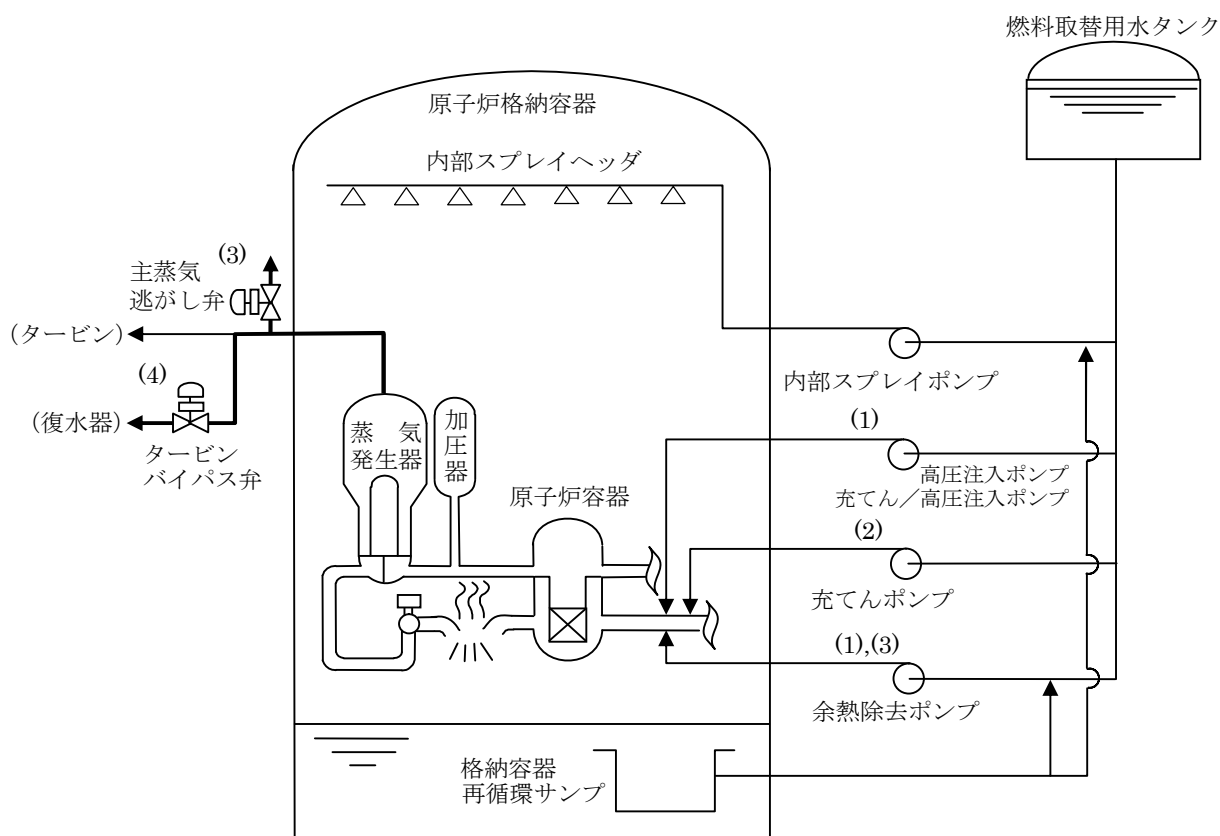 燃料取替用水タンク
原子炉格納容器
内部スプレイヘッダ
(3)
主蒸気
逃がし弁
(タービン)
(4)
(復水器)
タービン
バイパス弁
内部スプレイポンプ
(1)
高圧注入ポンプ
充てん／高圧注入ポンプ
蒸気
発生器
加圧器
原子炉容器
(2)
充てんポンプ
(1),(3)
余熱除去ポンプ
格納容器
再循環サンプ